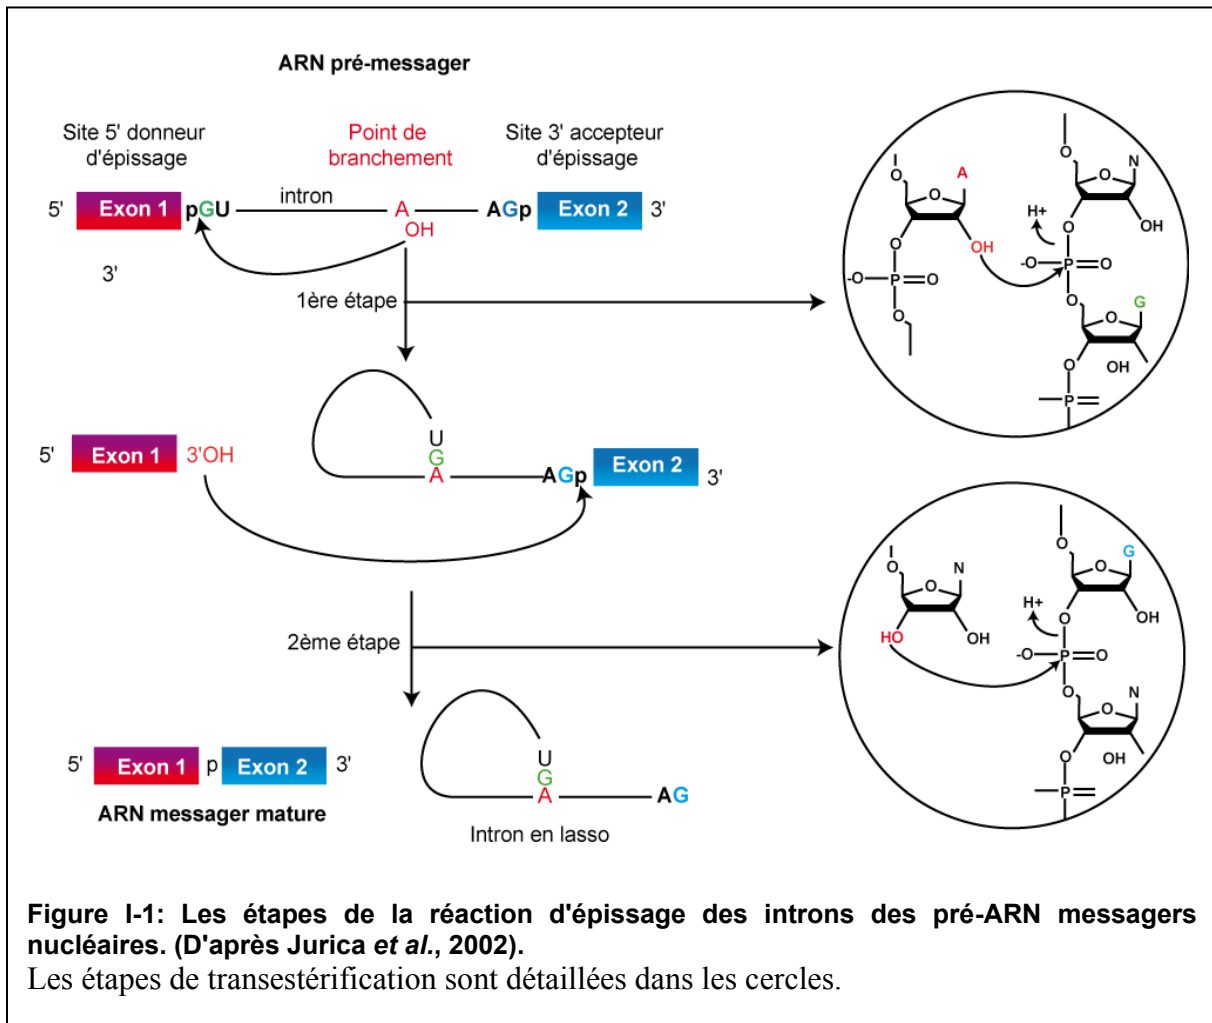 ARN pré-messager
Site 5' donneur
d'épissage
Point de
branchement
Site 3' accepteur
d'épissage
5' Exon 1 pGU intron A AGp Exon 2 3'
OH
3'
1ère étape
A
O
O
OH
O
-O P O
O
N
O
O
H+
OH
O
-O P O
O
G
O
O
OH
P
U
G
5' Exon 1 3'OH A AGp Exon 2 3'
2ème étape
O
N
O
HO
OH
O
G
O
H+
OH
O
-O P O
O
N
O
O
OH
P
U
G
5' Exon 1 p Exon 2 3' A AG
ARN messager mature
Intron en lasso
Figure I-1: Les étapes de la réaction d'épissage des introns des pré-ARN messagers
nucléaires. (D'après Jurica et al., 2002).
Les étapes de transestérification sont détaillées dans les cercles.